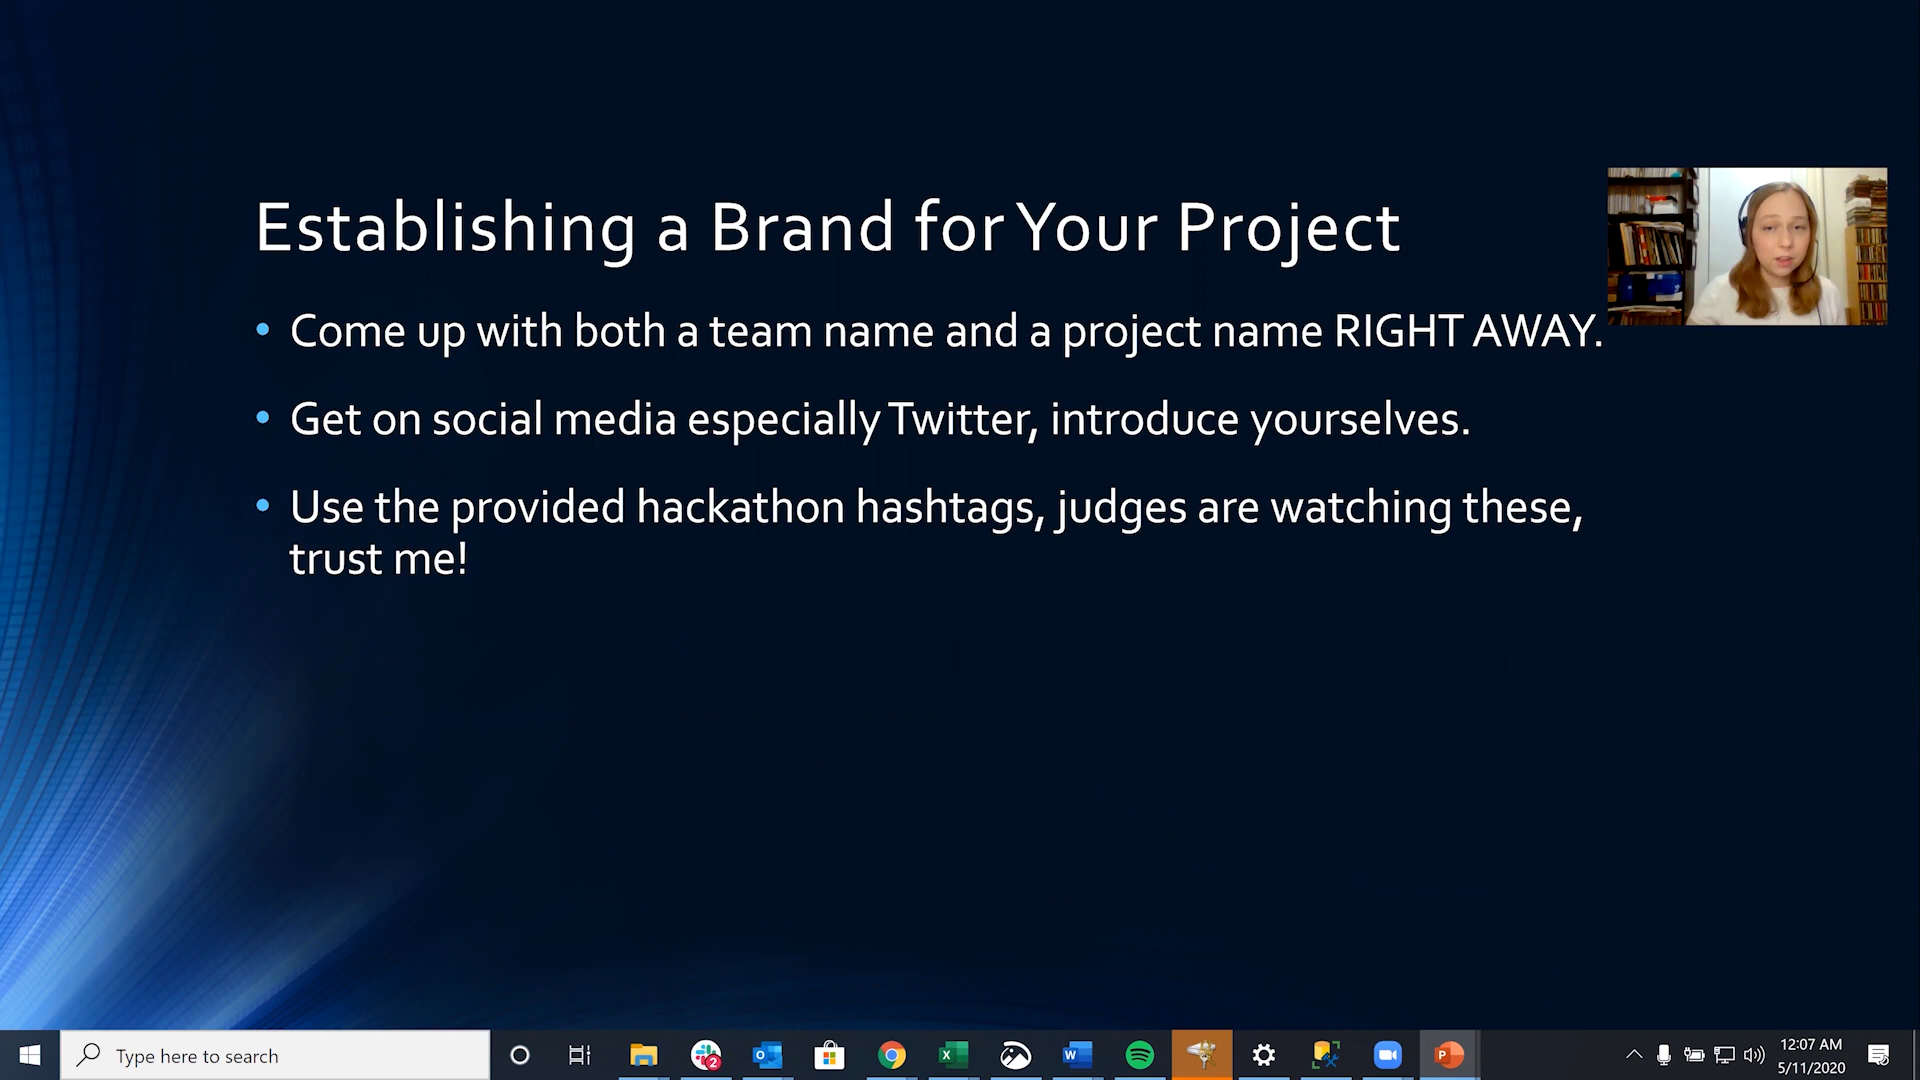 Establishing a Brand for Your Project
• Come up with both a team name and a project name RIGHT AWAY.
• Get on social media especially Twitter, introduce yourselves.
• Use the provided hackathon hashtags, judges are watching these,
trust me!
Type here to search
2
12:07 AM
5/11/2020